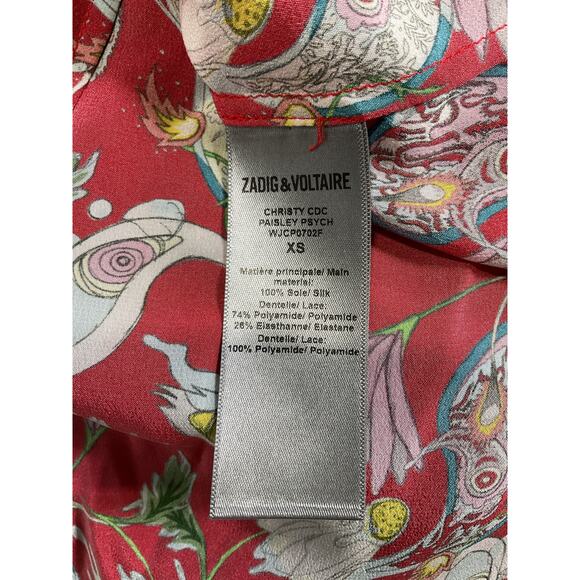 ZADIG&VOLTAIRE
CHRISTY CDC
PAISLEY PSYCH
WJCP0702F
XS
Matière principale/ Main
material:
100% Soie/ Silk
Dentelle/ Lace:
74% Polyamide/ Polyamide
26% Elasthanne/ Elastane
Dentelle/ Lace:
100% Polyamide/ Polyamide